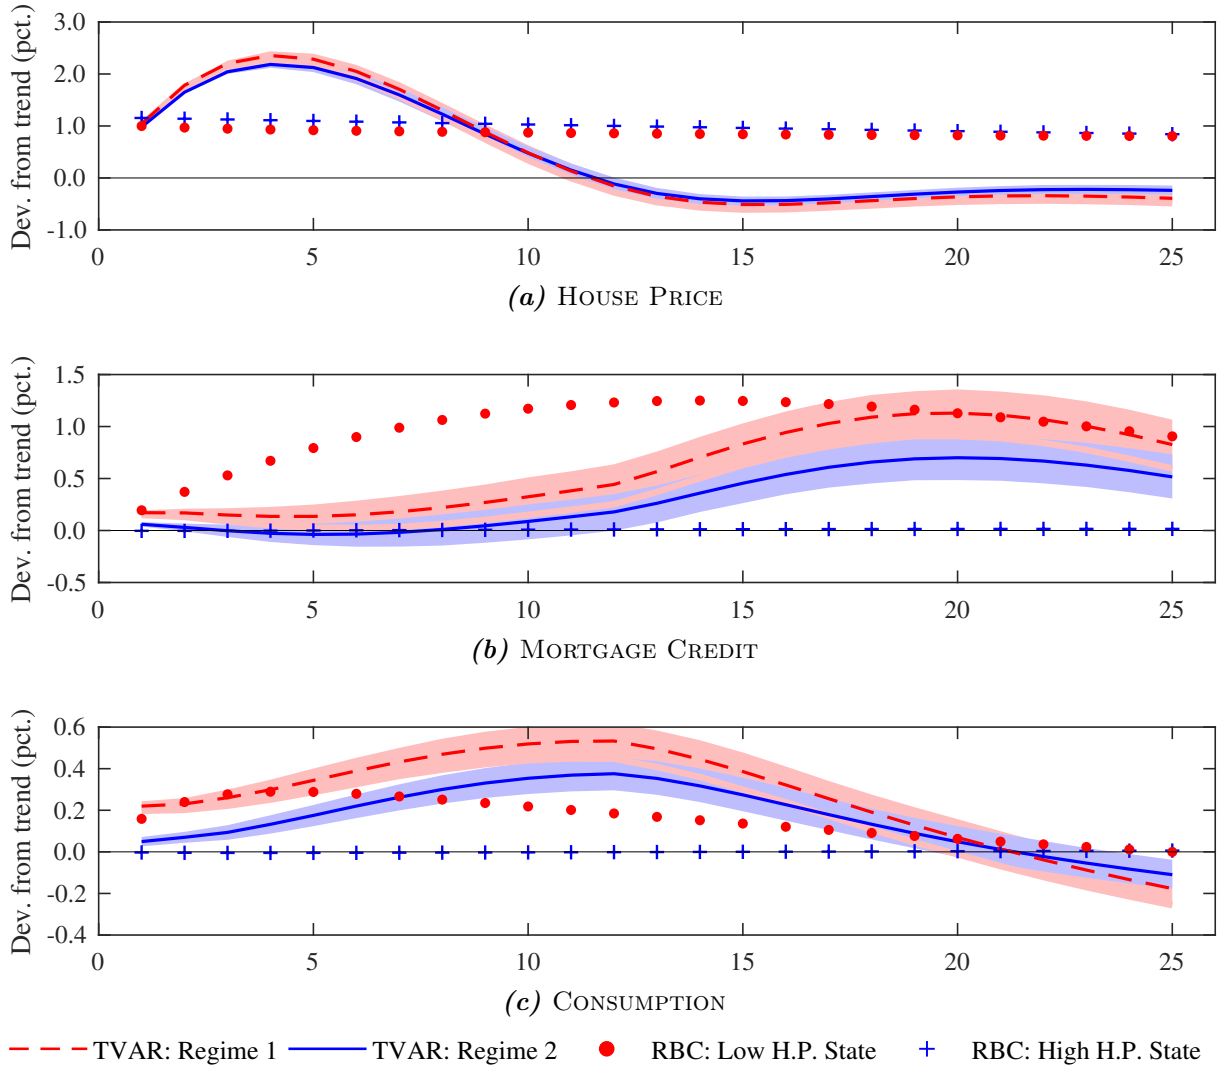 Dev. from trend (pct.)
3.0
2.0
1.0
0.0
-1.0
0 5 10 15 20 25
(a) House Price
Dev. from trend (pct.)
1.5
1.0
0.5
0.0
-0.5
0 5 10 15 20 25
(b) Mortgage Credit
Dev. from trend (pct.)
0.6
0.4
0.2
0.0
-0.2
-0.4
0 5 10 15 20 25
(c) Consumption
TVAR: Regime 1 TVAR: Regime 2 RBC: Low H.P. State RBC: High H.P. State